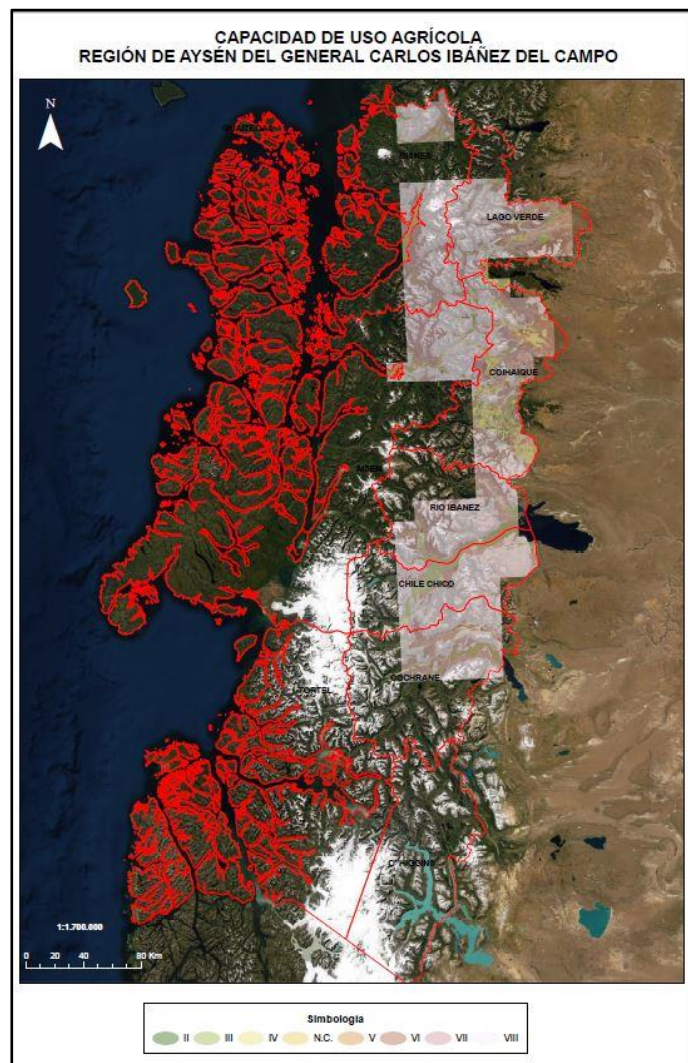 CAPACIDAD DE USO AGRÍCOLA
REGIÓN DE AYSÉN DEL GENERAL CARLOS IBÁÑEZ DEL CAMPO
N
LAGO VERDE
COIHAIQUE
RIO IBANEZ
CHILE CHICO
COCHRANE
TORTEL
O' HIGGINS
1:1.700.000
0 20 40 80 Km
Simbología
II III IV N.C. V VI VII VIII